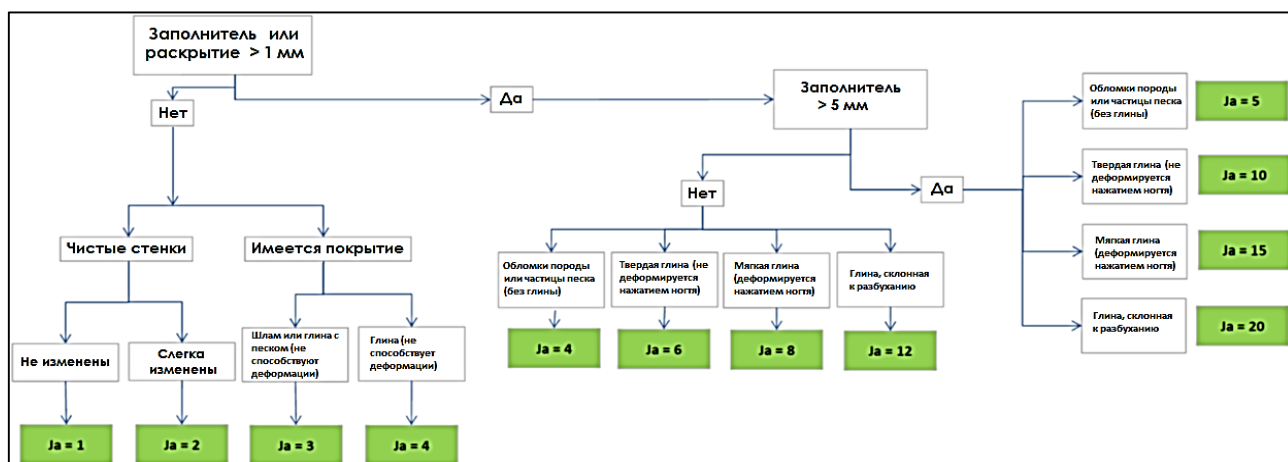 Заполнитель или
раскрытие > 1 мм
Нет
Да
Заполнитель
> 5 мм
Нет
Да
Чистые стенки
Имеется покрытие
Не изменены
Слегка
изменены
Шлам или глина с
песком (не
способствуют
деформации)
Глина (не
способствует
деформации)
Ja = 1
Ja = 2
Ja = 3
Ja = 4
Обломки породы
или частицы песка
(без глины)
Твердая глина (не
деформируется
нажатием ногтя)
Мягкая глина
(деформируется
нажатием ногтя)
Глина, склонная
к разбуханию
Ja = 4
Ja = 6
Ja = 8
Ja = 12
Обломки породы
или частицы песка
(без глины)
Ja = 5
Твердая глина (не
деформируется
нажатием ногтя)
Ja = 10
Мягкая глина
(деформируется
нажатием ногтя)
Ja = 15
Глина, склонная
к разбуханию
Ja = 20